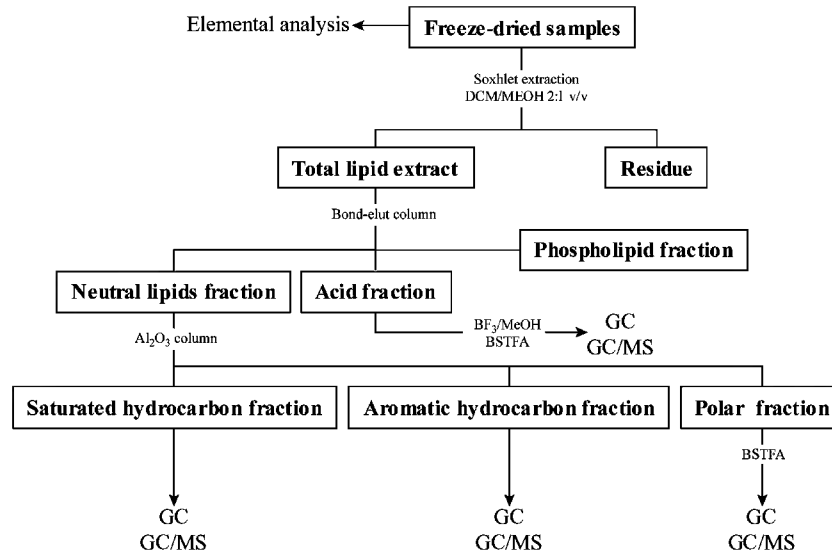 Elemental analysis
Freeze-dried samples
Soxhlet extraction
DCM/MEOH 2:1 v/v
Total lipid extract
Residue
Bond-elut column
Phospholipid fraction
Neutral lipids fraction
Acid fraction
BF₃/MeOH
BSTFA
GC
GC/MS
Al₂O₃ column
Saturated hydrocarbon fraction
Aromatic hydrocarbon fraction
Polar fraction
BSTFA
GC
GC/MS
GC
GC/MS
GC
GC/MS